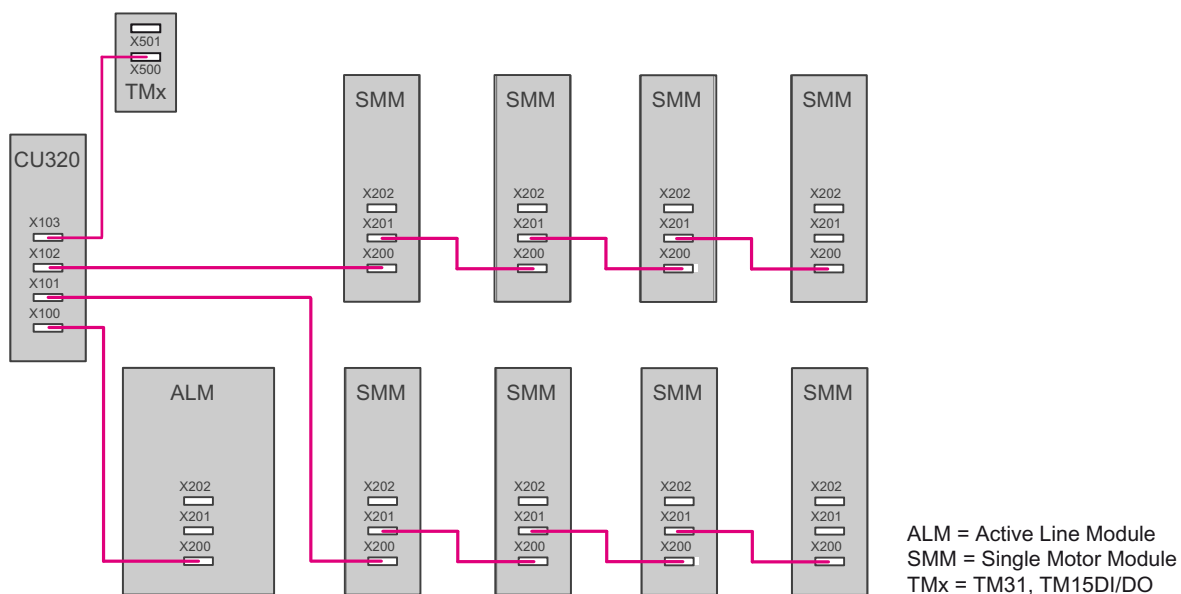 X501
X500
TMx
CU320
X103
X102
X101
X100
SMM
X202
X201
X200
SMM
X202
X201
X200
SMM
X202
X201
X200
SMM
X202
X201
X200
ALM
X202
X201
X200
SMM
X202
X201
X200
SMM
X202
X201
X200
SMM
X202
X201
X200
SMM
X202
X201
X200
ALM = Active Line Module
SMM = Single Motor Module
TMx = TM31, TM15DI/DO